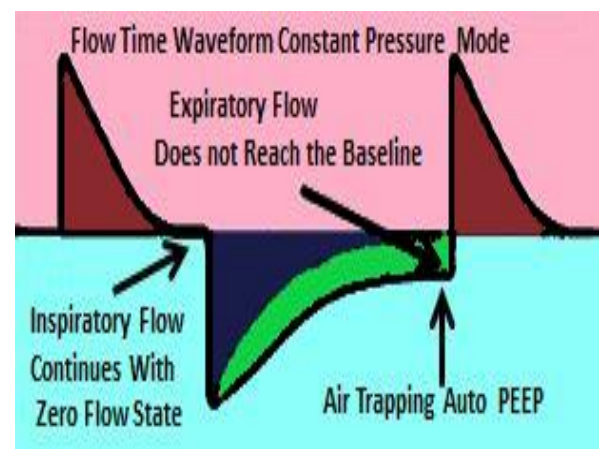 Flow Time Waveform Constant Pressure Mode
Expiratory Flow
Does not Reach the Baseline
Inspiratory Flow
Continues With
Zero Flow State
Air Trapping Auto PEEP